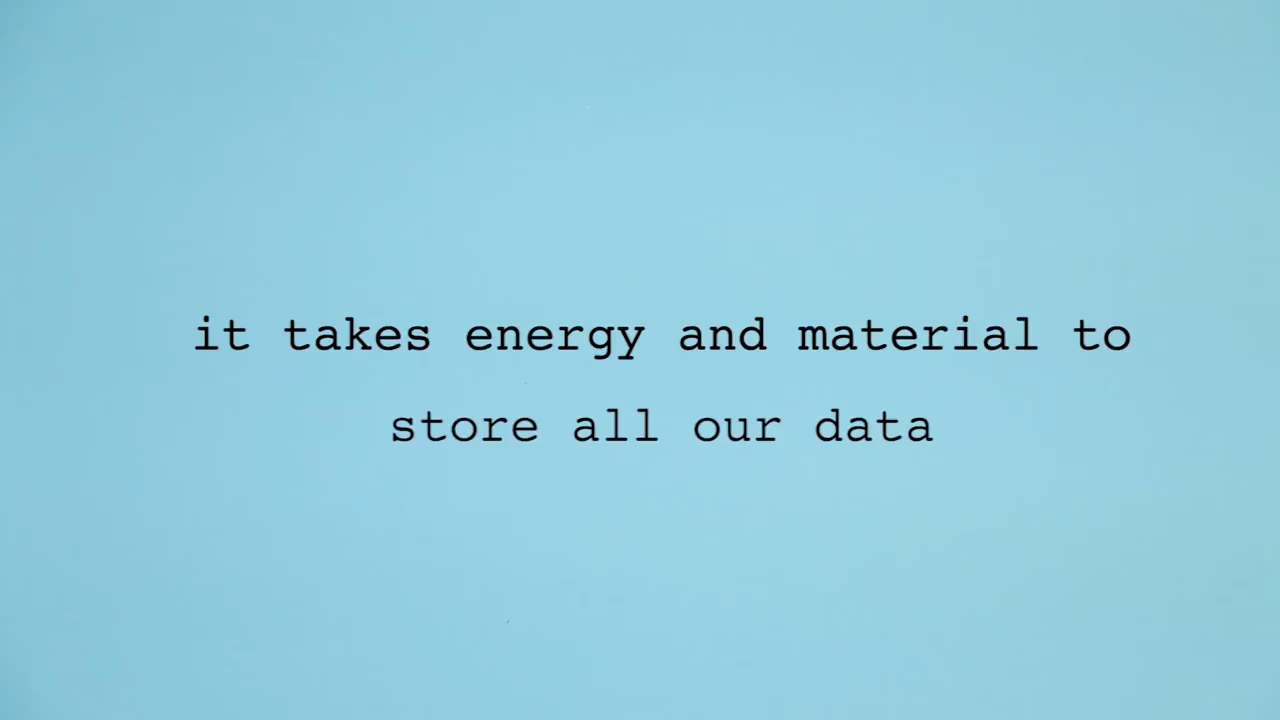 it takes energy and material to
store all our data